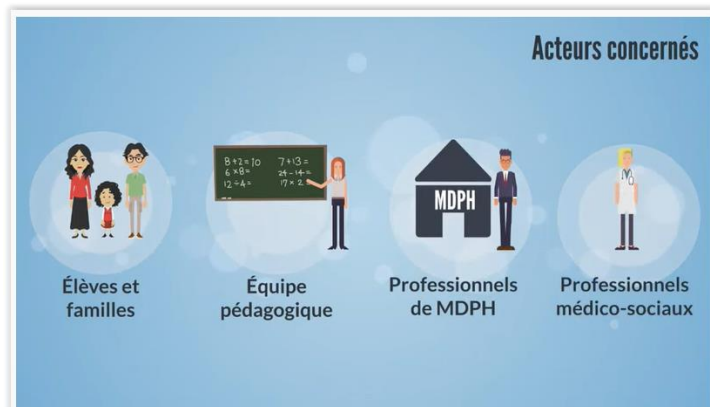 Acteurs concernés
8+2=10 7+13=
6×8= 24-14=
12÷4= 17×2
MDPH
Élèves et
familles
Équipe
pédagogique
Professionnels
de MDPH
Professionnels
médico-sociaux